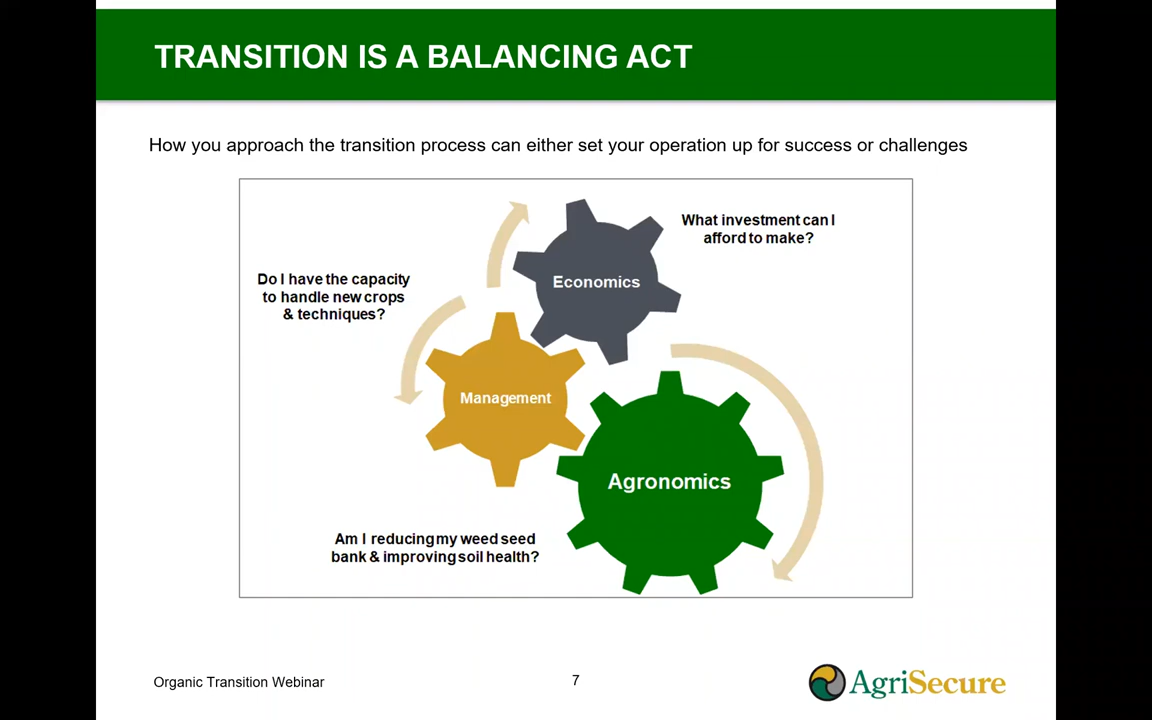 TRANSITION IS A BALANCING ACT
How you approach the transition process can either set your operation up for success or challenges
What investment can I
afford to make?
Economics
Do I have the capacity
to handle new crops
& techniques?
Management
Agronomics
Am I reducing my weed seed
bank & improving soil health?
Organic Transition Webinar
7
AgriSecure